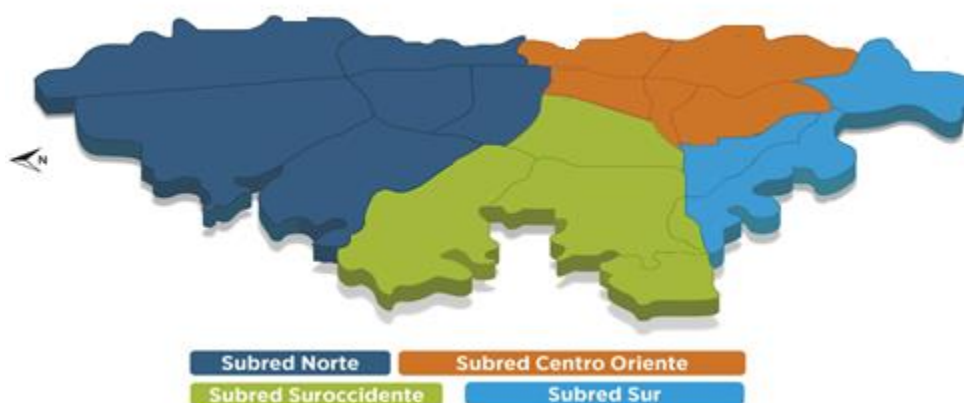 N
Subred Norte
Subred Centro Oriente
Subred Suroccidente
Subred Sur